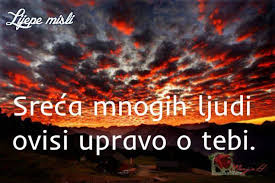 Lijepe misli
Sreća mnogih ljudi
ovisi upravo o tebi.